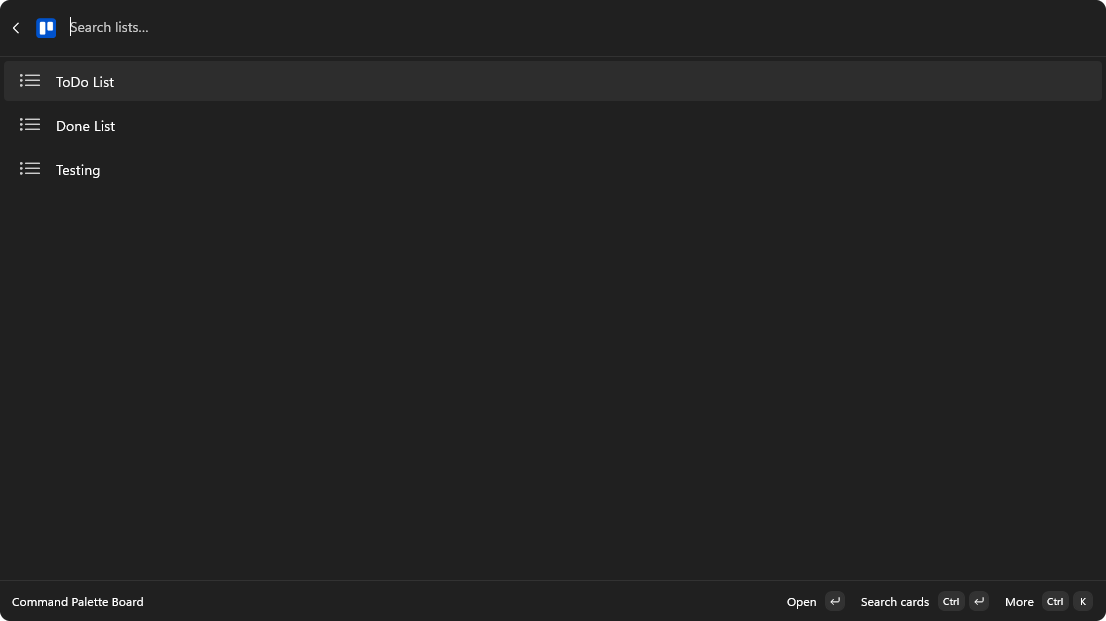 Search lists...
ToDo List
Done List
Testing
Command Palette Board Open Search cards Ctrl More Ctrl K